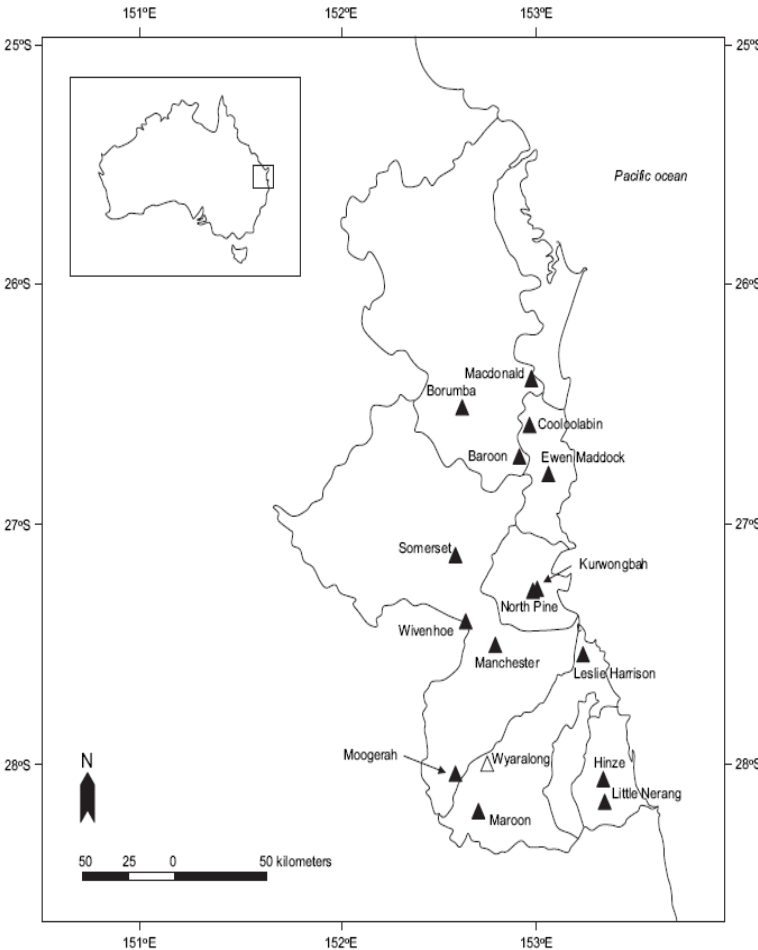 151ºE 152ºE 153ºE
25ºS 25ºS
Pacific ocean
26ºS 26ºS
Macdonald
Borumba
Cooloolabin
Baroon Ewen Maddock
27ºS 27ºS
Somerset
Kurwongbah
North Pine
Wivenhoe
Manchester
Leslie Harrison
Moogerah Wyaralong
N Hinze
28ºS 28ºS
Little Nerang
Maroon
50 25 0 50 kilometers
151ºE 152ºE 153ºE